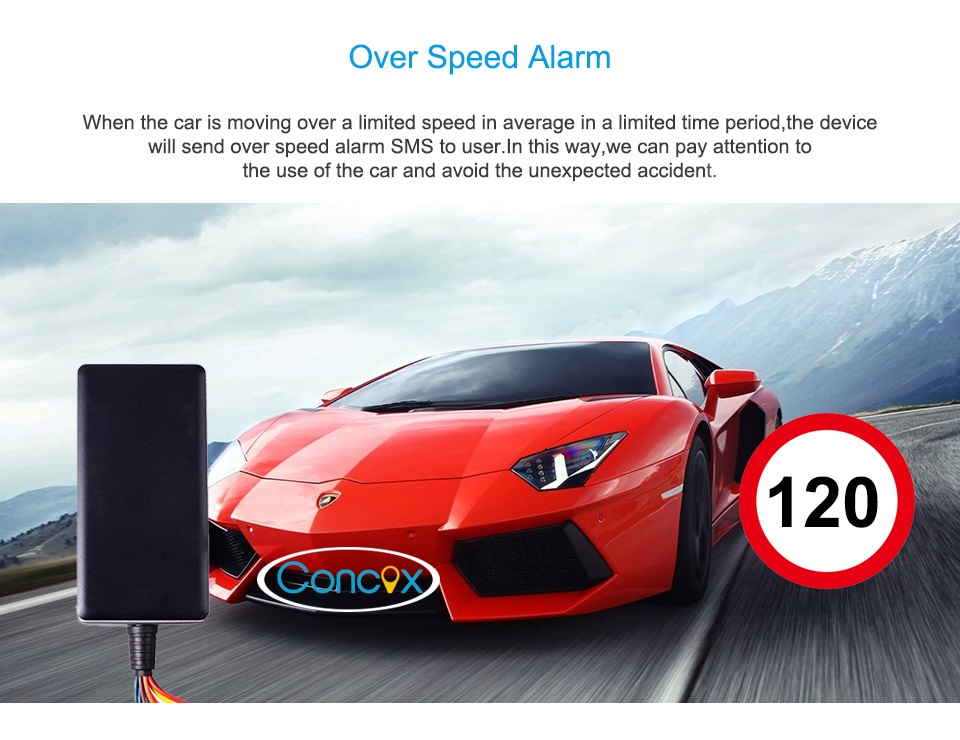 Over Speed Alarm
When the car is moving over a limited speed in average in a limited time period,the device
will send over speed alarm SMS to user.In this way,we can pay attention to
the use of the car and avoid the unexpected accident.
120
Concox